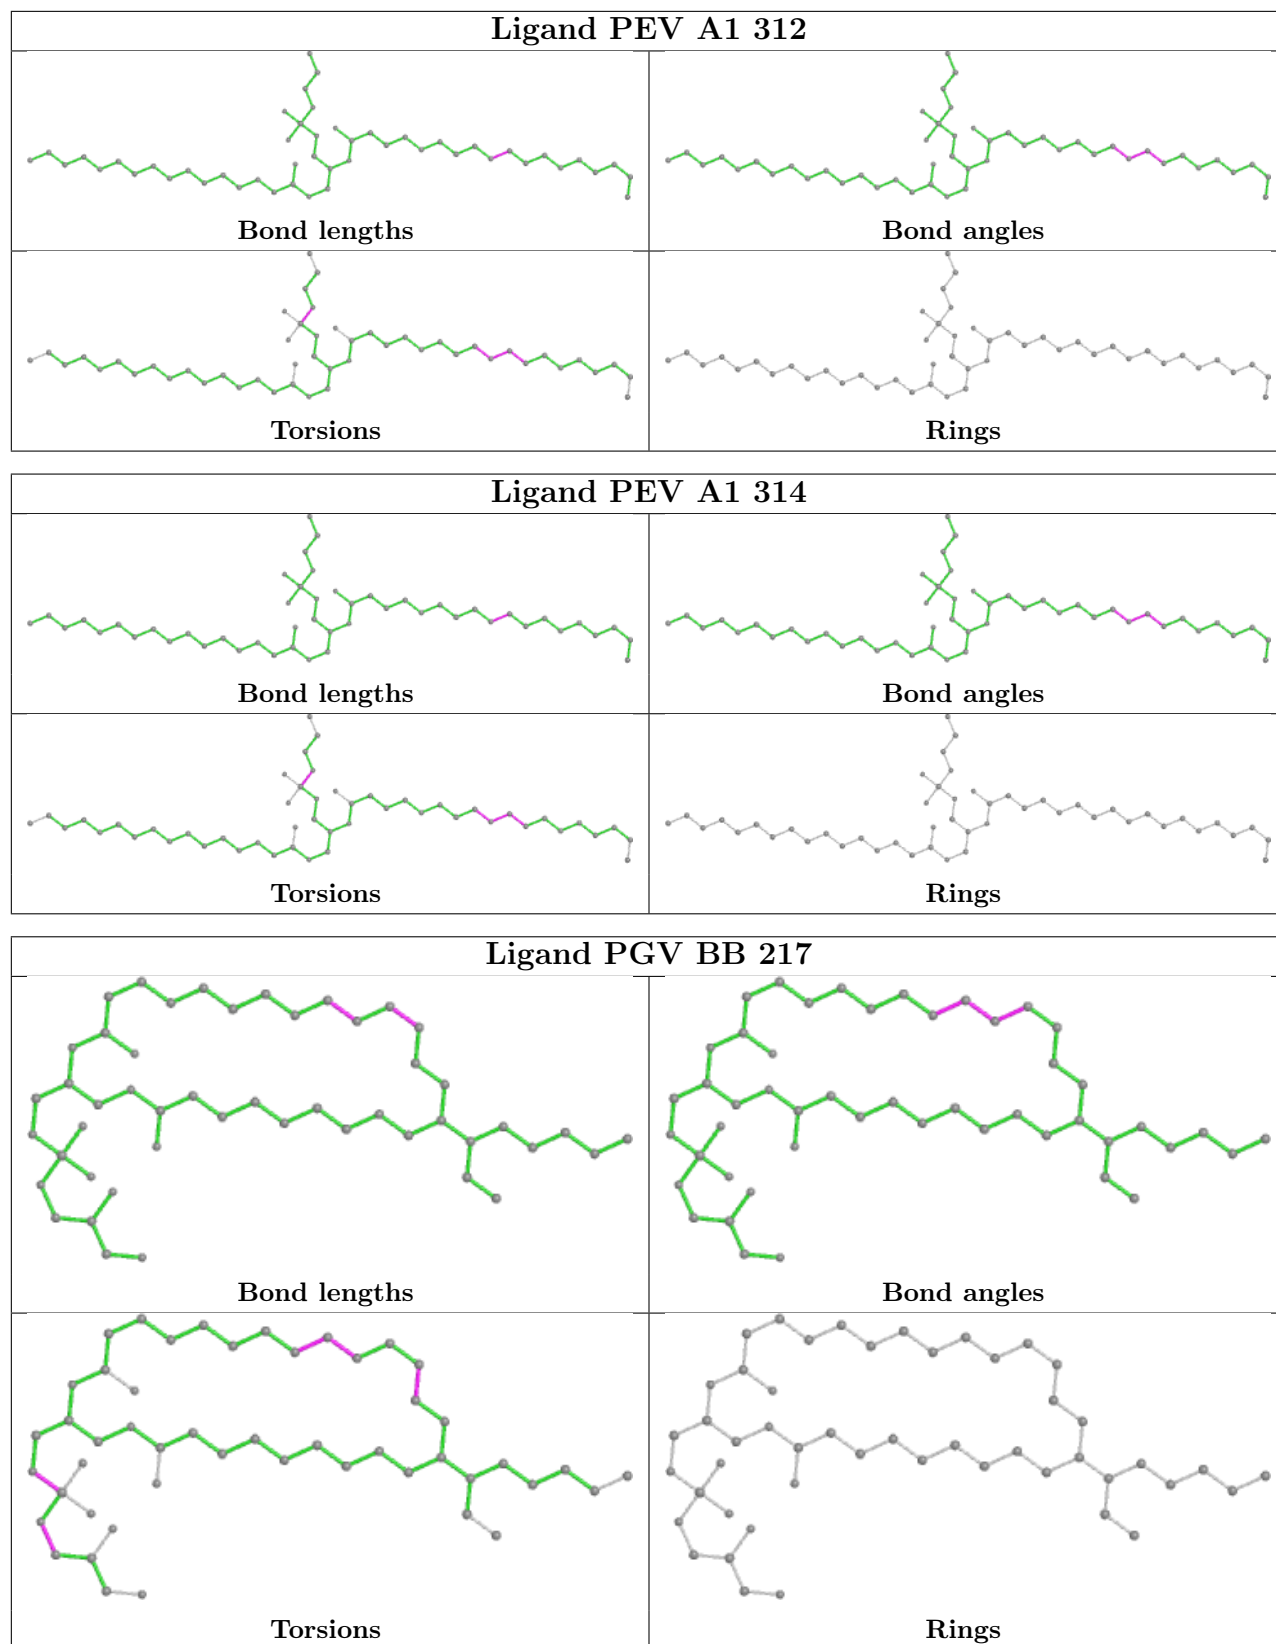 Ligand PEV A1 312
Bond lengths
Bond angles
Torsions
Rings
Ligand PEV A1 314
Bond lengths
Bond angles
Torsions
Rings
Ligand PGV BB 217
Bond lengths
Bond angles
Torsions
Rings